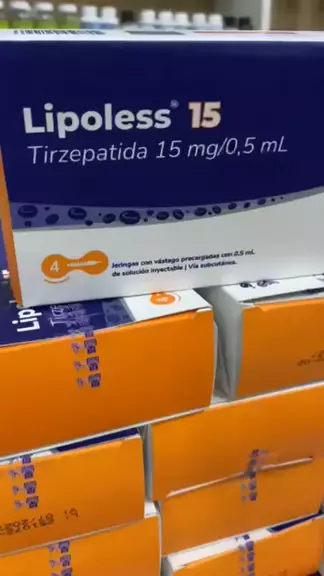 Lipoless® 15
Tirzepatida 15 mg/0,5 mL
4
Jeringas con vástago precargadas con 0.5 mL
de solución inyectable | Vía subcutánea.
Lip